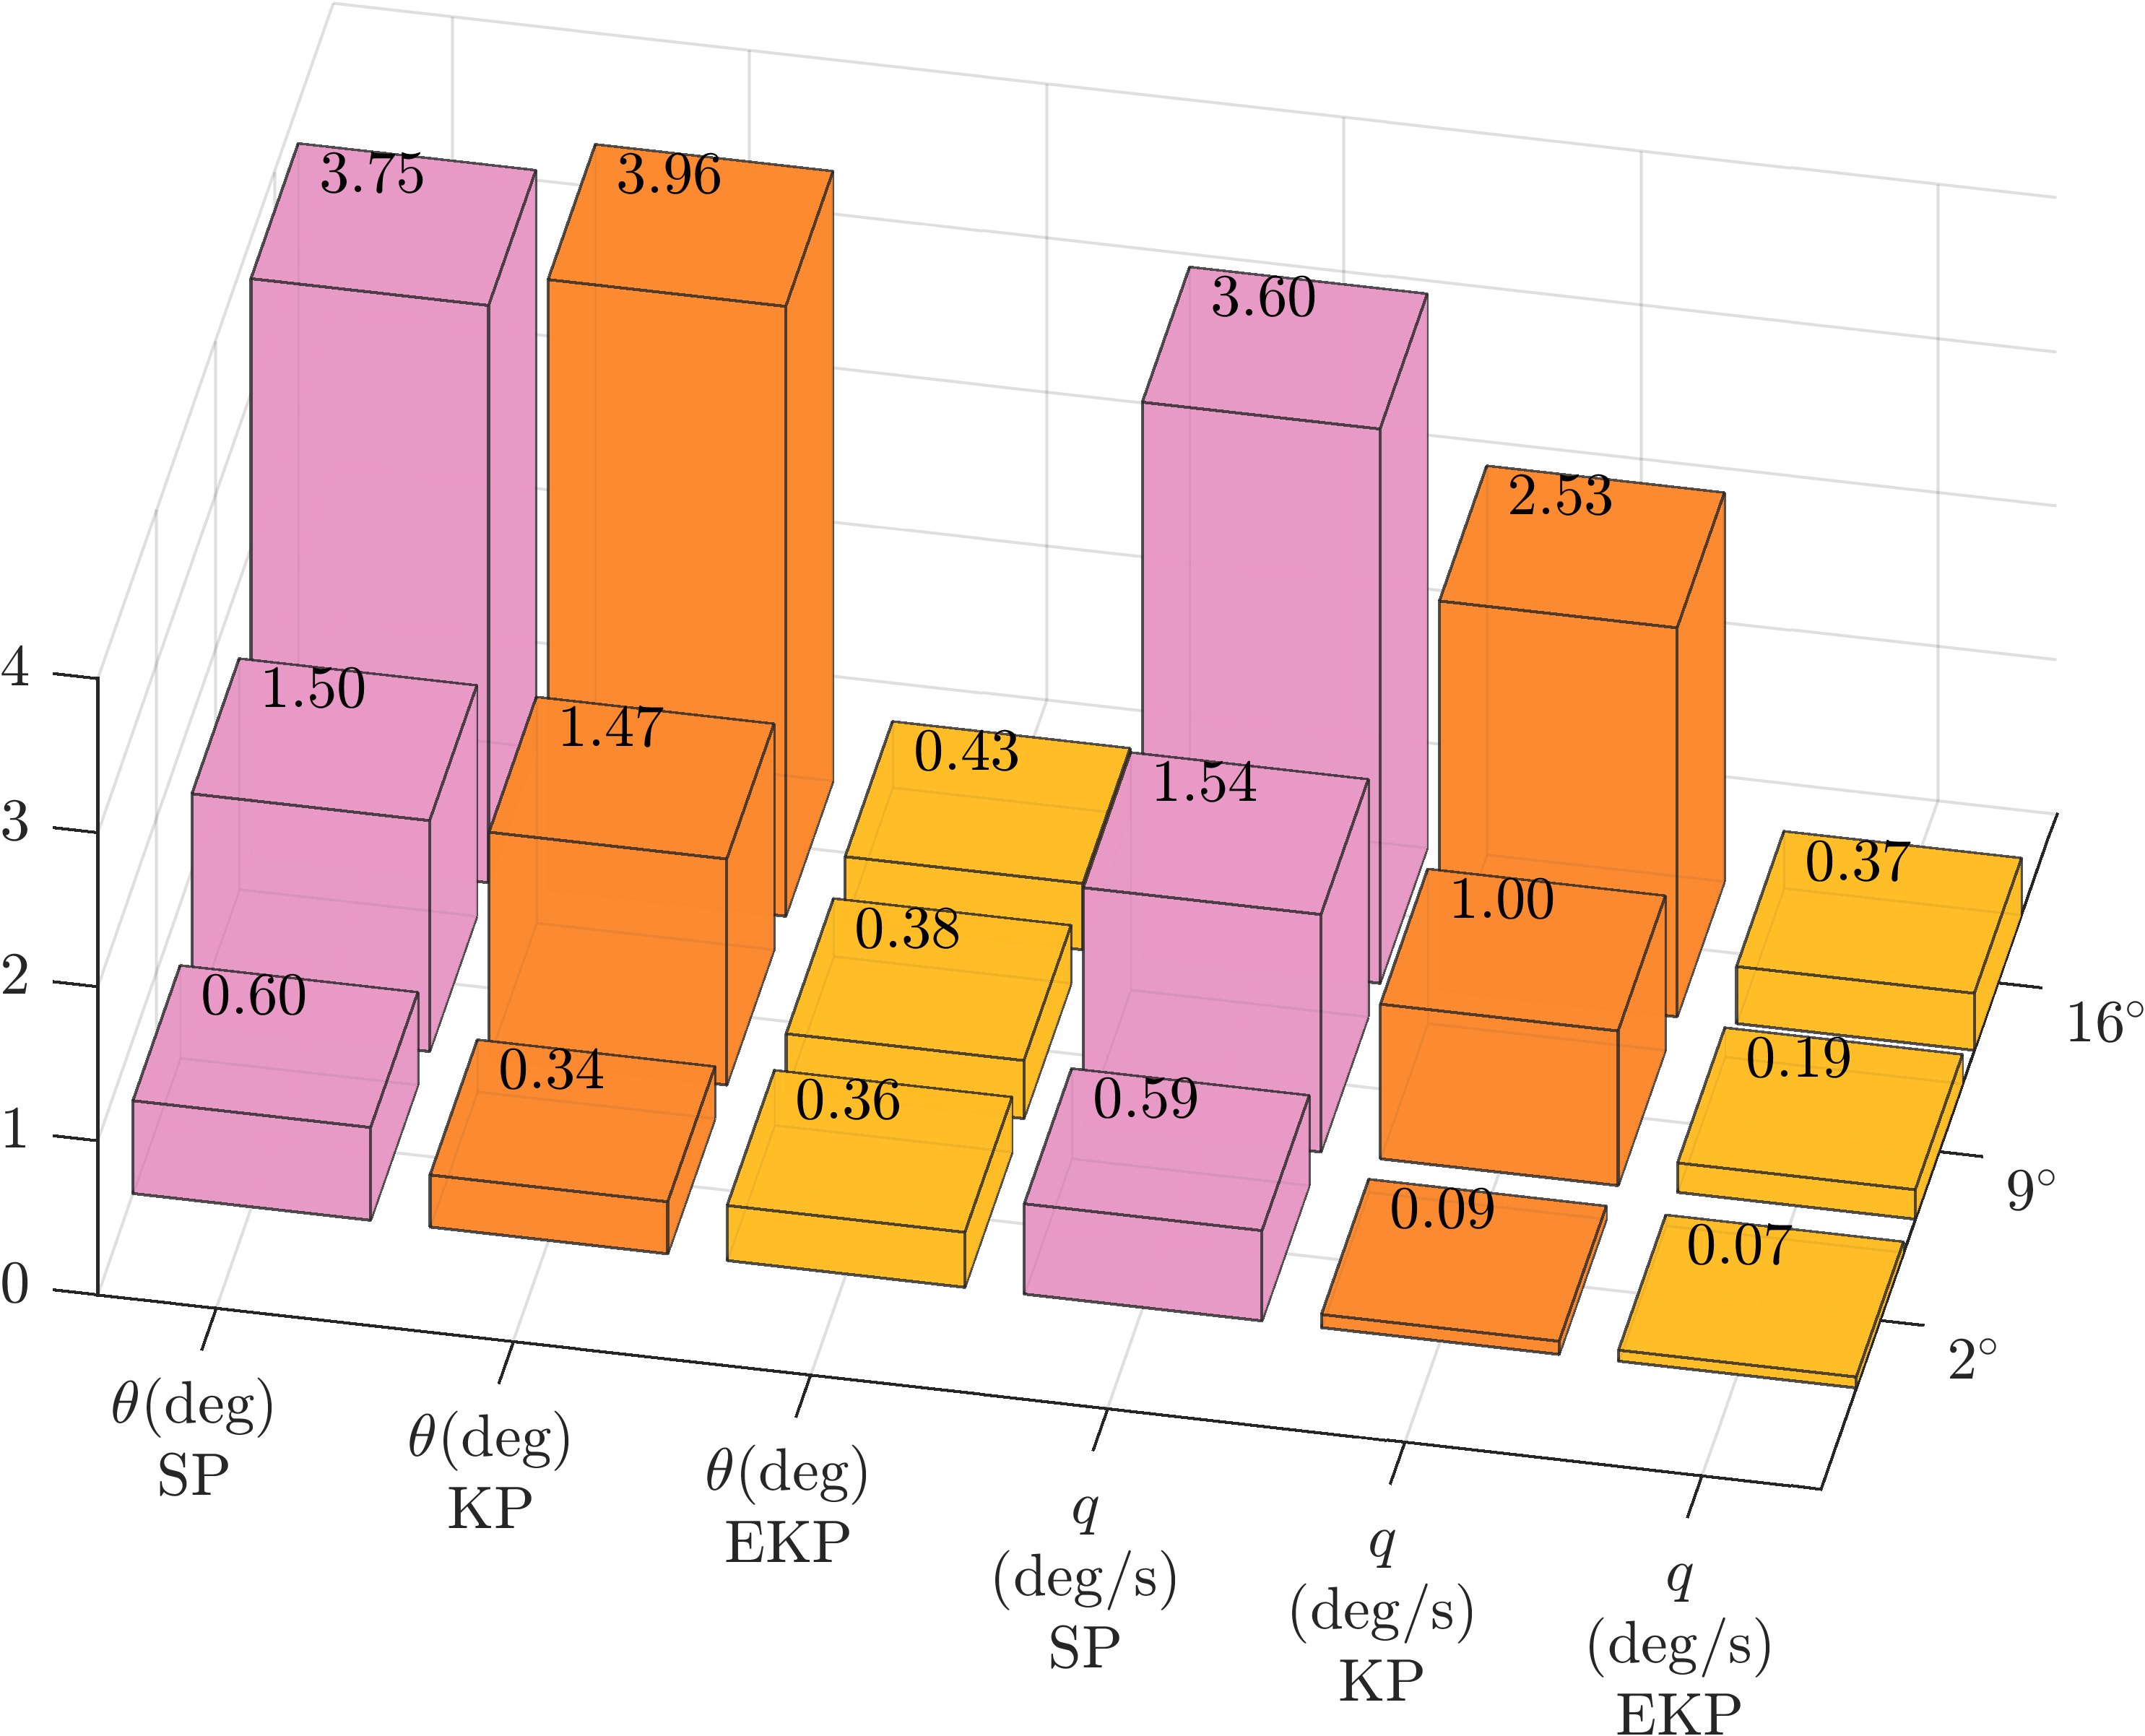 3.75
3.96
3.60
2.53
1.50
1.47
0.43
1.54
1.00
0.37
0.38
0.19
0.60
0.34
0.36
0.59
0.09
0.07
4
3
2
1
0
16°
9°
2°
θ(deg)
SP
θ(deg)
KP
θ(deg)
EKP
q
(deg/s)
SP
q
(deg/s)
KP
q
(deg/s)
EKP